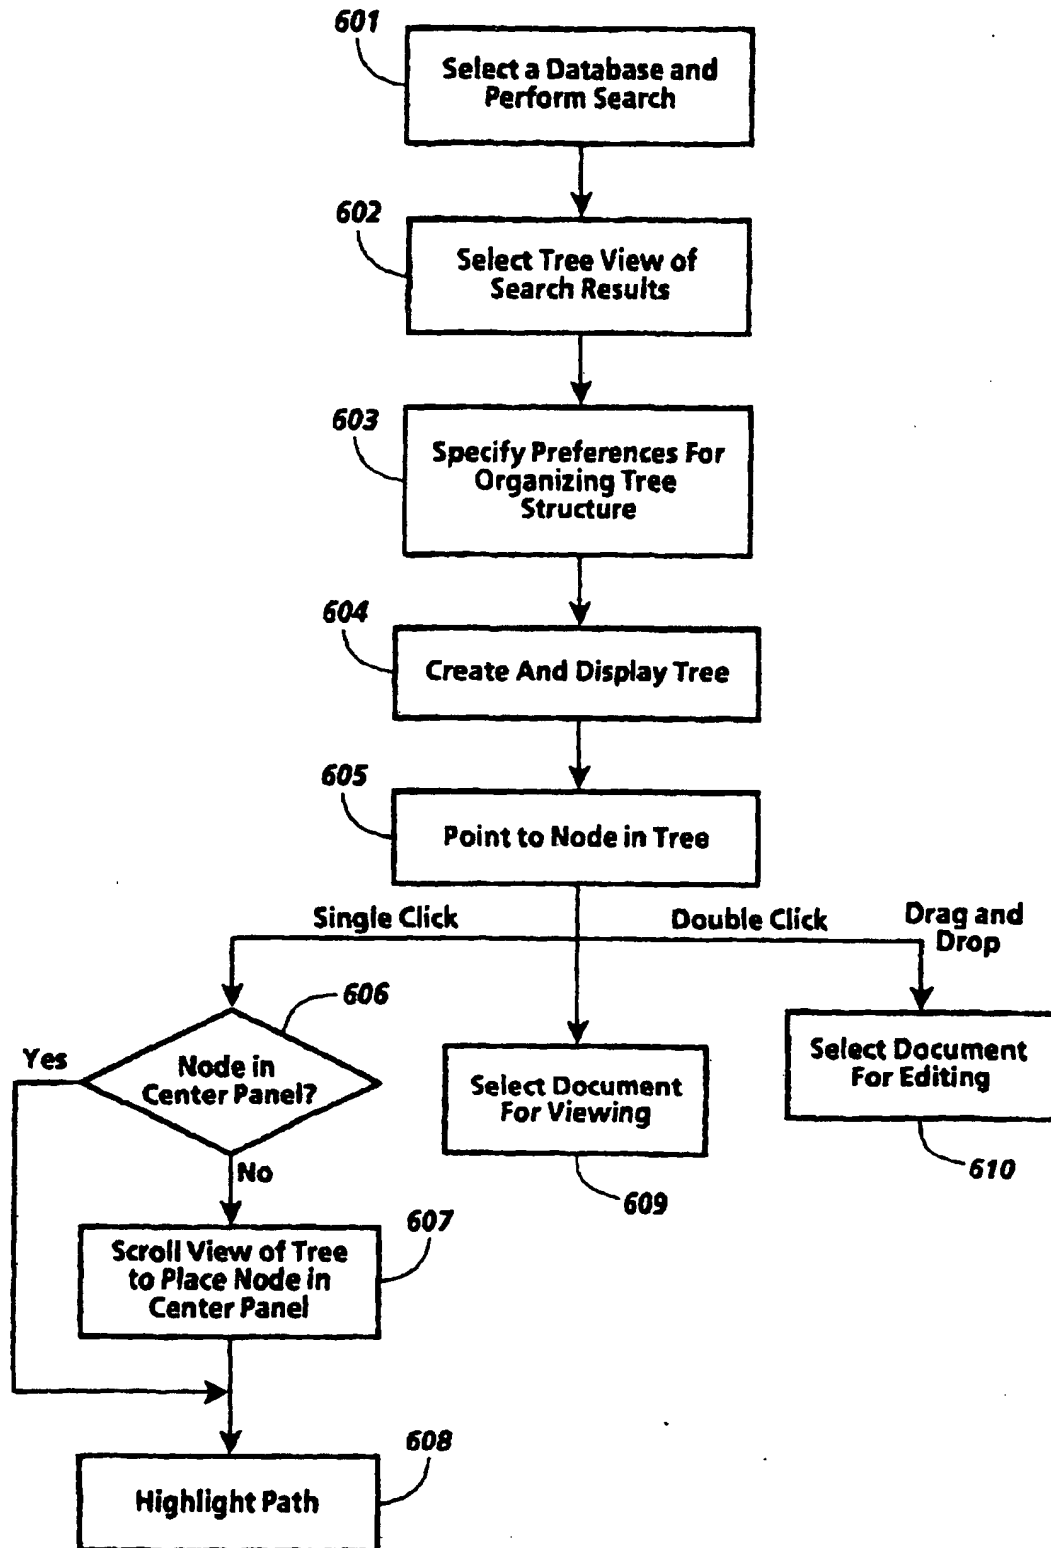 601
Select a Database and
Perform Search
602
Select Tree View of
Search Results
603
Specify Preferences For
Organizing Tree
Structure
604
Create And Display Tree
605
Point to Node in Tree
Single Click
Double Click
Drag and
Drop
606
Yes
Node in
Center Panel?
No
Select Document
For Viewing
609
Select Document
For Editing
610
607
Scroll View of Tree
to Place Node in
Center Panel
608
Highlight Path